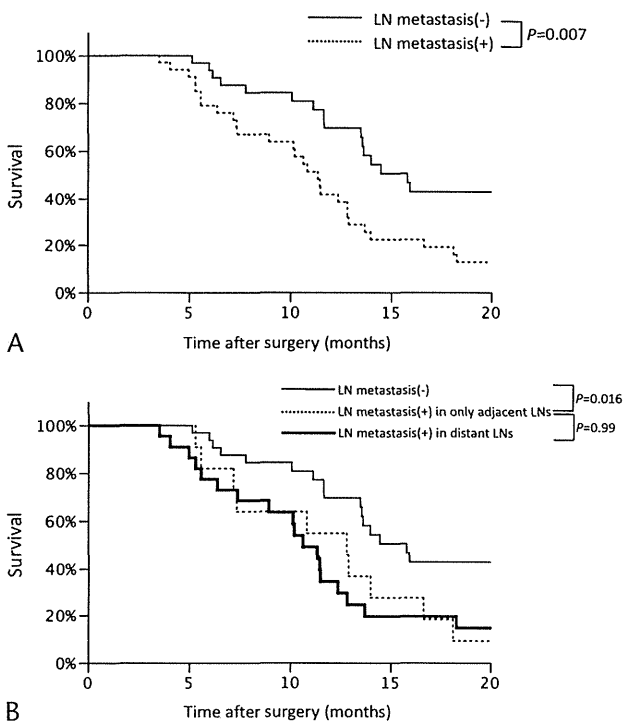 LN metastasis(-)
LN metastasis(+)
P=0.007
100%
80%
60%
40%
20%
0%
Survival
0 5 10 15 20
Time after surgery (months)
A
LN metastasis(-)
LN metastasis(+) in only adjacent LNs
LN metastasis(+) in distant LNs
P=0.016
P=0.99
100%
80%
60%
40%
20%
0%
Survival
0 5 10 15 20
Time after surgery (months)
B